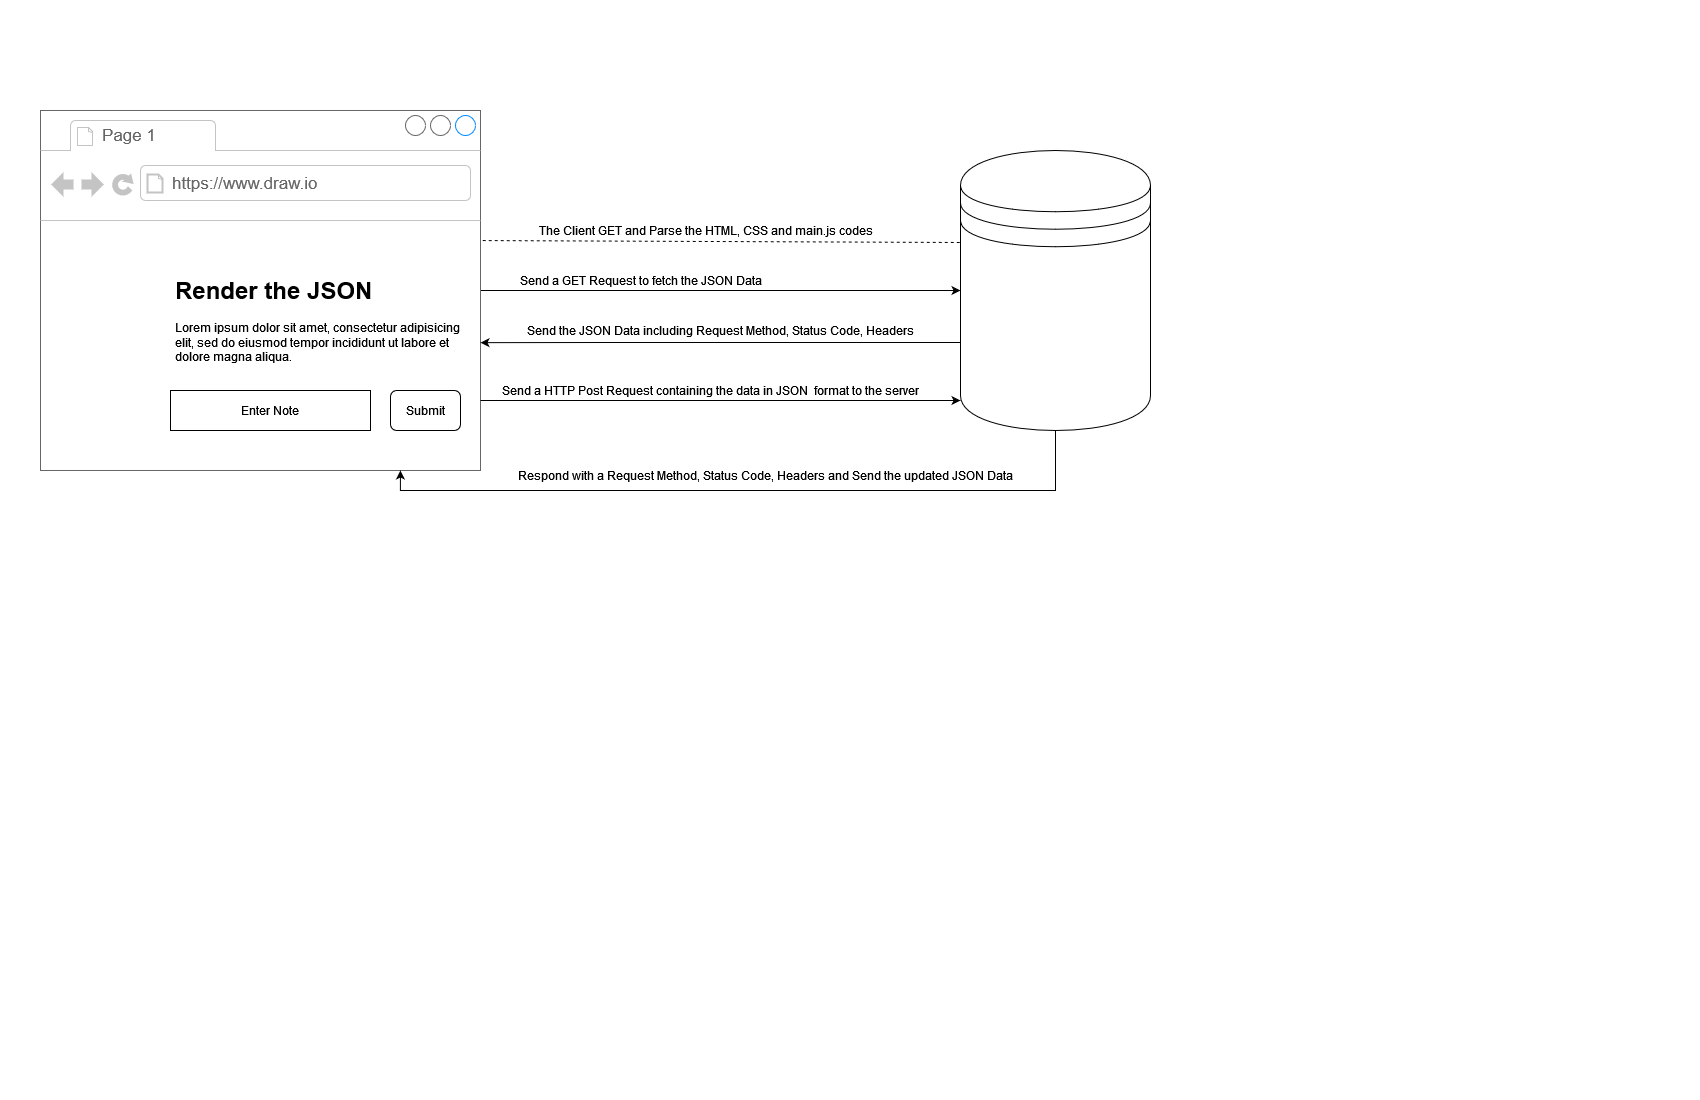 Page 1
https://www.draw.io
The Client GET and Parse the HTML, CSS and main.js codes
Send a GET Request to fetch the JSON Data
Render the JSON
Lorem ipsum dolor sit amet, consectetur adipisicing
elit, sed do eiusmod tempor incididunt ut labore et
dolore magna aliqua.
Send the JSON Data including Request Method, Status Code, Headers
Enter Note
Submit
Send a HTTP Post Request containing the data in JSON  format to the server
Respond with a Request Method, Status Code, Headers and Send the updated JSON Data